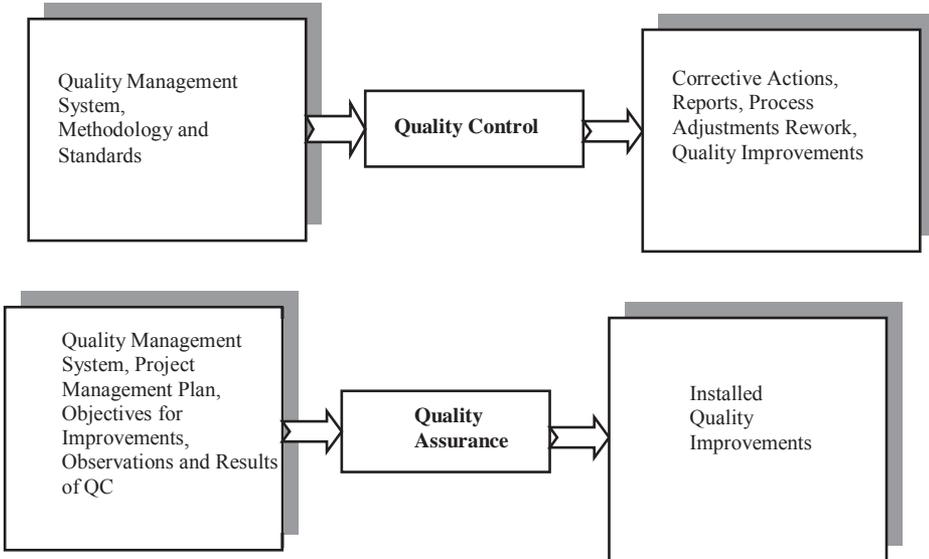 Quality Management
System,
Methodology and
Standards
Quality Control
Corrective Actions,
Reports, Process
Adjustments Rework,
Quality Improvements
Quality Management
System, Project
Management Plan,
Objectives for
Improvements,
Observations and Results
of QC
Quality
Assurance
Installed
Quality
Improvements